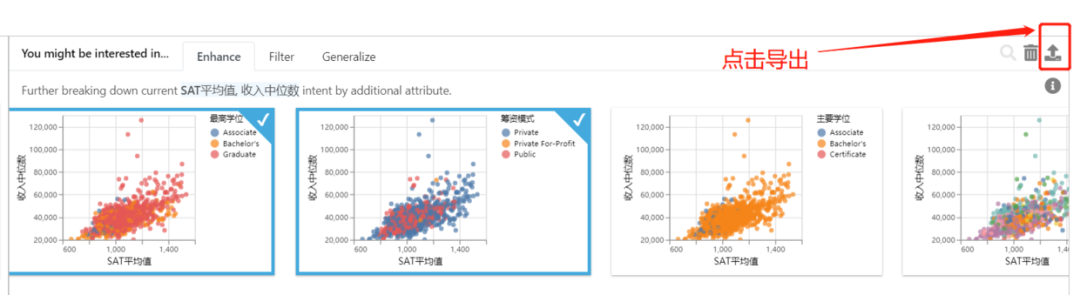 You might be interested in... Enhance Filter Generalize
点击导出
Further breaking down current SAT平均值, 收入中位数 intent by additional attribute.
收入中位数
120,000
100,000
80,000
60,000
40,000
20,000
600 1,000 1,400
SAT平均值
最高学位
Associate
Bachelor's
Graduate
收入中位数
120,000
100,000
80,000
60,000
40,000
20,000
600 1,000 1,400
SAT平均值
筹资模式
Private
Private For-Profit
Public
收入中位数
120,000
100,000
80,000
60,000
40,000
20,000
600 1,000 1,400
SAT平均值
主要学位
Associate
Bachelor's
Certificate
收入中位数
120,000
100,000
80,000
60,000
40,000
20,000
600 1,000 1,400
SAT平均值